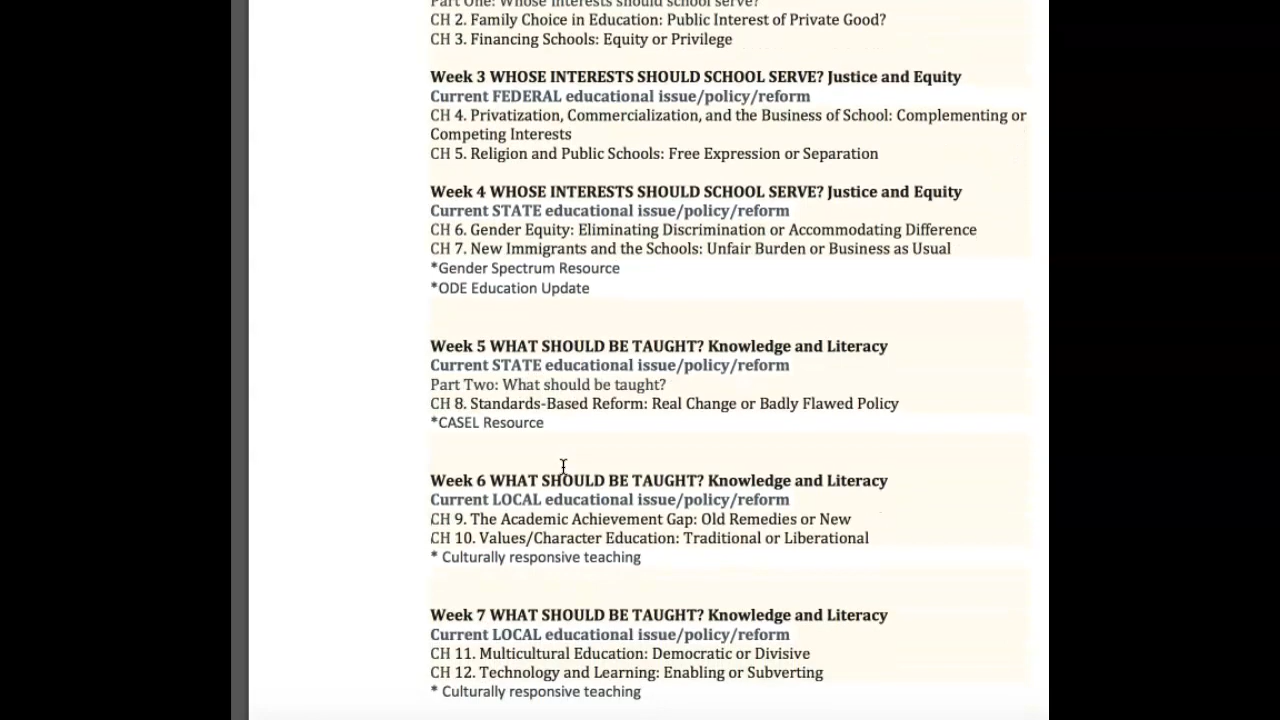 Part One: Whose interests should school serve?
CH 2. Family Choice in Education: Public Interest of Private Good?
CH 3. Financing Schools: Equity or Privilege
Week 3 WHOSE INTERESTS SHOULD SCHOOL SERVE? Justice and Equity
Current FEDERAL educational issue/policy/reform
CH 4. Privatization, Commercialization, and the Business of School: Complementing or
Competing Interests
CH 5. Religion and Public Schools: Free Expression or Separation
Week 4 WHOSE INTERESTS SHOULD SCHOOL SERVE? Justice and Equity
Current STATE educational issue/policy/reform
CH 6. Gender Equity: Eliminating Discrimination or Accommodating Difference
CH 7. New Immigrants and the Schools: Unfair Burden or Business as Usual
*Gender Spectrum Resource
*ODE Education Update
Week 5 WHAT SHOULD BE TAUGHT? Knowledge and Literacy
Current STATE educational issue/policy/reform
Part Two: What should be taught?
CH 8. Standards-Based Reform: Real Change or Badly Flawed Policy
*CASEL Resource
Week 6 WHAT SHOULD BE TAUGHT? Knowledge and Literacy
Current LOCAL educational issue/policy/reform
CH 9. The Academic Achievement Gap: Old Remedies or New
CH 10. Values/Character Education: Traditional or Liberational
* Culturally responsive teaching
Week 7 WHAT SHOULD BE TAUGHT? Knowledge and Literacy
Current LOCAL educational issue/policy/reform
CH 11. Multicultural Education: Democratic or Divisive
CH 12. Technology and Learning: Enabling or Subverting
* Culturally responsive teaching